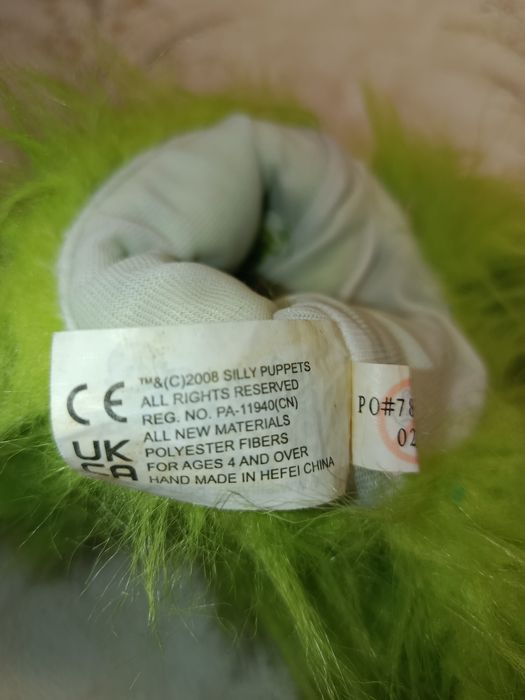 CE
UK
CA
™&(C)2008 SILLY PUPPETS
ALL RIGHTS RESERVED
REG. NO. PA-11940(CN)
ALL NEW MATERIALS
POLYESTER FIBERS
FOR AGES 4 AND OVER
HAND MADE IN HEFEI CHINA
PO#78
02